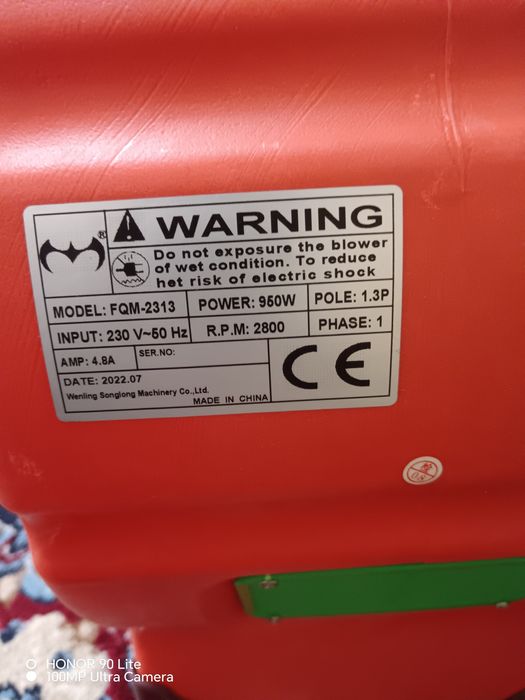 ®
WARNING
Do not exposure the blower
of wet condition. To reduce
het risk of electric shock
MODEL: FQM-2313
POWER: 950W
POLE: 1.3P
INPUT: 230 V~50 Hz
R.P.M: 2800
PHASE: 1
AMP: 4.8A
SER.NO:
CE
DATE: 2022.07
Wenling Songlong Machinery Co.,Ltd.
MADE IN CHINA
HONOR 90 Lite
100MP Ultra Camera